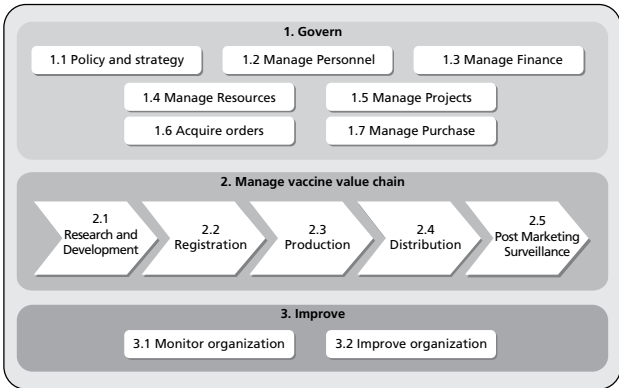 1. Govern
1.1 Policy and strategy
1.2 Manage Personnel
1.3 Manage Finance
1.4 Manage Resources
1.5 Manage Projects
1.6 Acquire orders
1.7 Manage Purchase
2. Manage vaccine value chain
2.1
Research and
Development
2.2
Registration
2.3
Production
2.4
Distribution
2.5
Post Marketing
Surveillance
3. Improve
3.1 Monitor organization
3.2 Improve organization